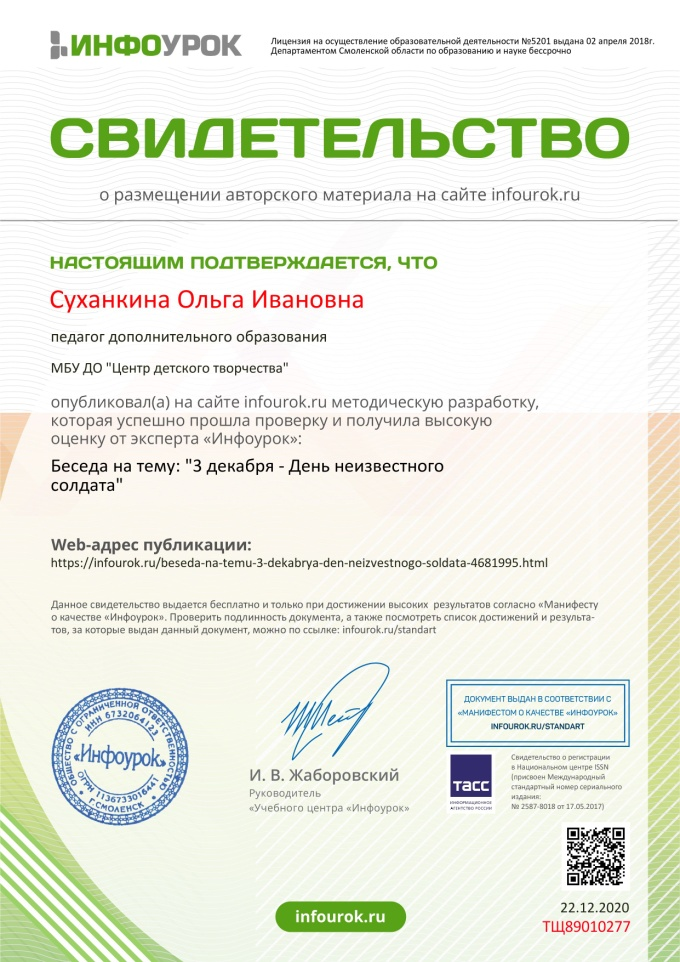 ИНФОУРОК
Лицензия на осуществление образовательной деятельности №5201 выдана 02 апреля 2018г.
Департаментом Смоленской области по образованию и науке бессрочно
СВИДЕТЕЛЬСТВО
о размещении авторского материала на сайте infourok.ru
НАСТОЯЩИМ ПОДТВЕРЖДАЕТСЯ, ЧТО
Суханкина Ольга Ивановна
педагог дополнительного образования
МБУ ДО "Центр детского творчества"
опубликовал(а) на сайте infourok.ru методическую разработку,
которая успешно прошла проверку и получила высокую
оценку от эксперта «Инфоурок»:
Беседа на тему: "3 декабря - День неизвестного
солдата"
Web-адрес публикации:
https://infourok.ru/beseda-na-temu-3-dekabrya-den-neizvestnogo-soldata-4681995.html
Данное свидетельство выдается бесплатно и только при достижении высоких результатов согласно «Манифесту
о качестве «Инфоурок». Проверить подлинность документа, а также посмотреть список достижений и результа-
тов, за которые выдан данный документ, можно по ссылке: infourok.ru/standart
ОБЩЕСТВО С ОГРАНИЧЕННОЙ ОТВЕТСТВЕННОСТЬЮ
ИНН 6732064123
«Инфоурок»
ОГРН 1136733016441
Г.СМОЛЕНСК
И. В. Жаборовский
Руководитель
«Учебного центра «Инфоурок»
ДОКУМЕНТ ВЫДАН В СООТВЕТСТВИИ С
«МАНИФЕСТОМ О КАЧЕСТВЕ «ИНФОУРОК»
INFOUROK.RU/STANDART
ТАСС
ИНФОРМАЦИОННОЕ
АГЕНТСТВО РОССИИ
Свидетельство о регистрации
в Национальном центре ISSN
(присвоен Международный
стандартный номер сериального
издания:
№ 2587-8018 от 17.05.2017)
infourok.ru
22.12.2020
ТЩ89010277